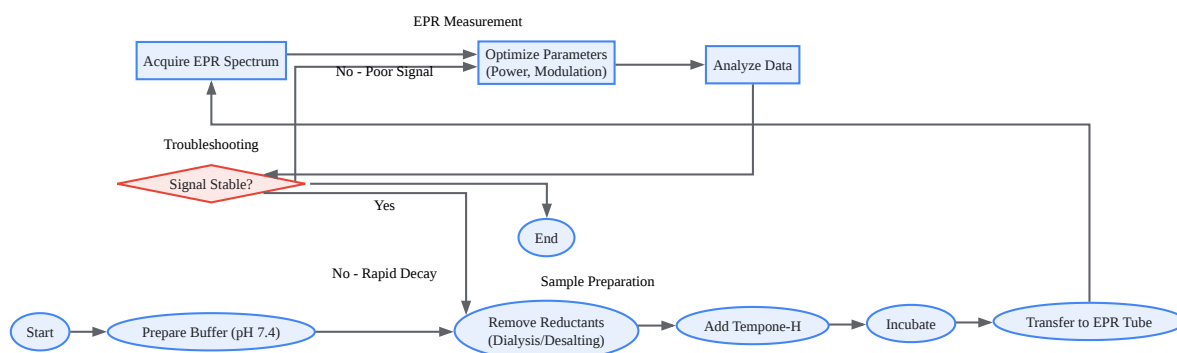 EPR Measurement
Acquire EPR Spectrum
Optimize Parameters
(Power, Modulation)
Analyze Data
No - Poor Signal
Troubleshooting
Signal Stable?
Yes
End
No - Rapid Decay
Sample Preparation
Start
Prepare Buffer (pH 7.4)
Remove Reductants
(Dialysis/Desalting)
Add Tempone-H
Incubate
Transfer to EPR Tube